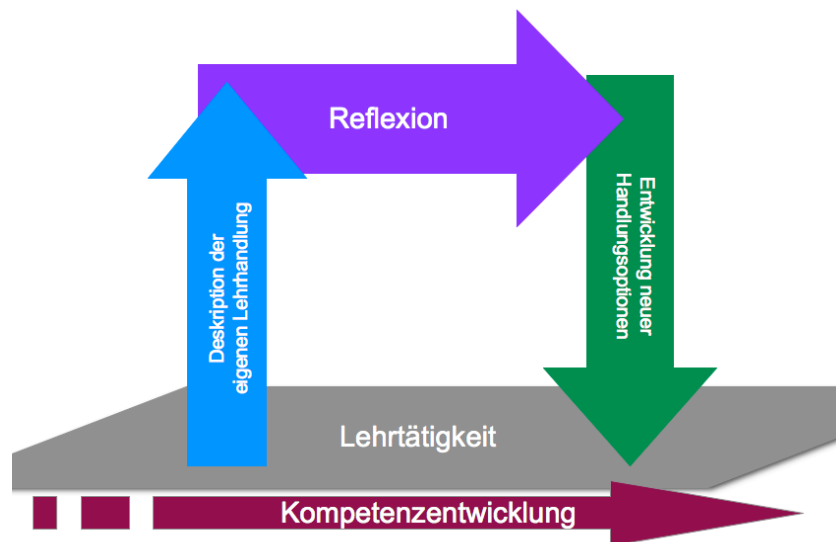 Reflexion
Deskription der
eigenen Lehrhandlung
Entwicklung neuer
Handlungsoptionen
Lehrtätigkeit
Kompetenzentwicklung